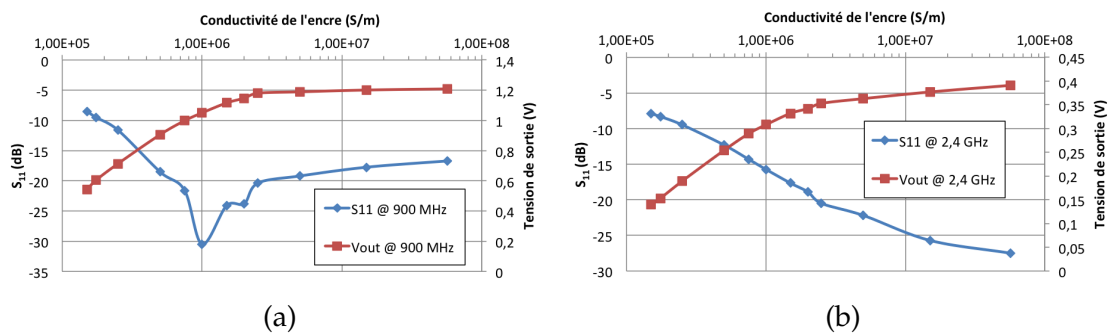 Conductivité de l'encre (S/m)
1,00E+05 1,00E+06 1,00E+07 1,00E+08
0
-5
-10
-15
-20
-25
-30
-35
S11 (dB)
1,4
1,2
1
0,8
0,6
0,4
0,2
0
Tension de sortie (V)
S11 @ 900 MHz
Vout @ 900 MHz
(a)
Conductivité de l'encre (S/m)
1,00E+05 1,00E+06 1,00E+07 1,00E+08
0
-5
-10
-15
-20
-25
-30
S11 (dB)
0,45
0,4
0,35
0,3
0,25
0,2
0,15
0,1
0,05
0
Tension de sortie (V)
S11 @ 2,4 GHz
Vout @ 2,4 GHz
(b)